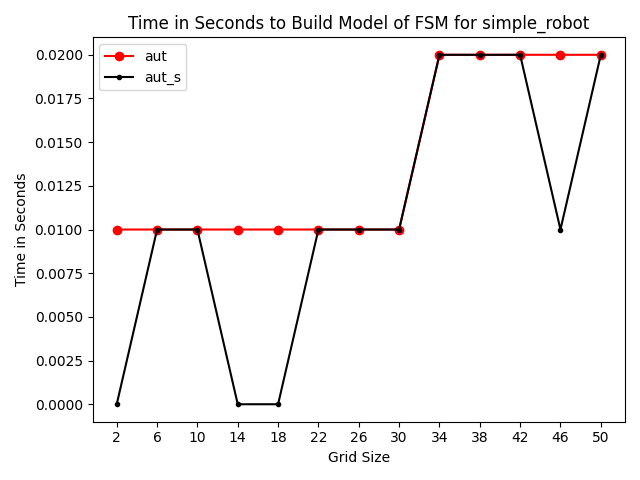 Time in Seconds to Build Model of FSM for simple_robot
aut
aut_s
Time in Seconds
0.0200
0.0175
0.0150
0.0125
0.0100
0.0075
0.0050
0.0025
0.0000
2 6 10 14 18 22 26 30 34 38 42 46 50
Grid Size